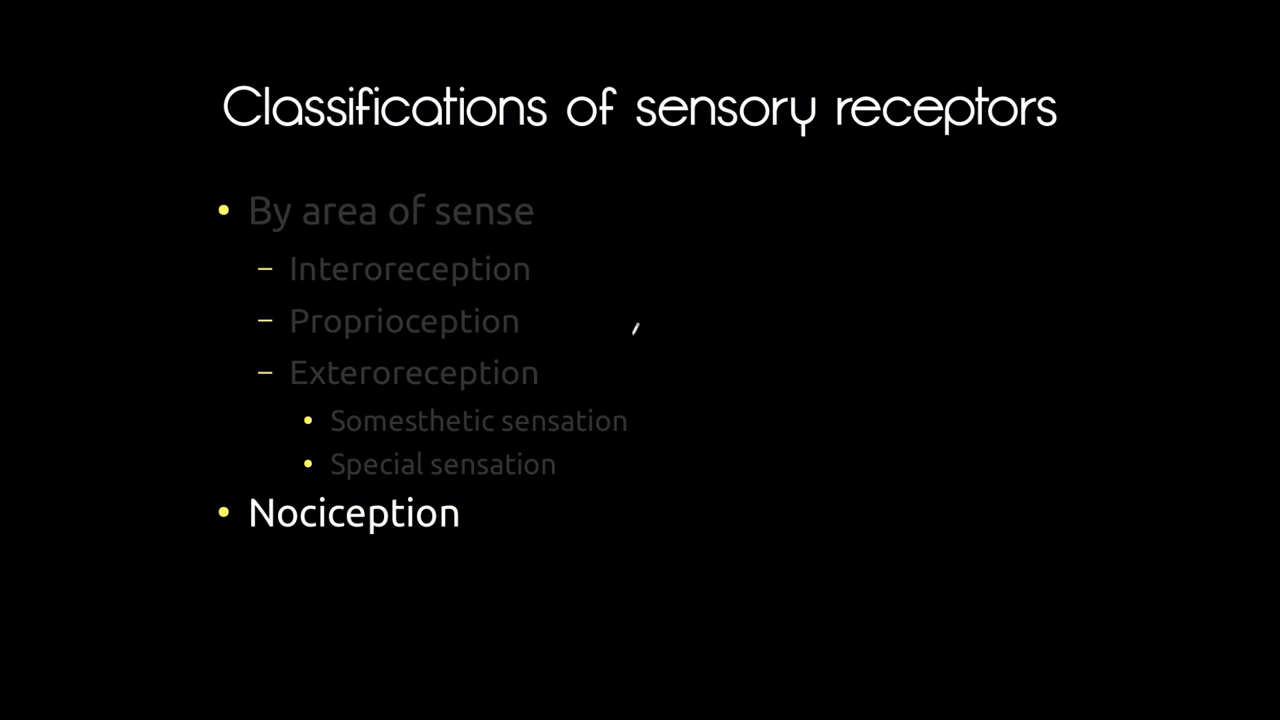 Classifications of sensory receptors
• By area of sense
– Interoreception
– Proprioception
– Exteroreception
• Somesthetic sensation
• Special sensation
• Nociception